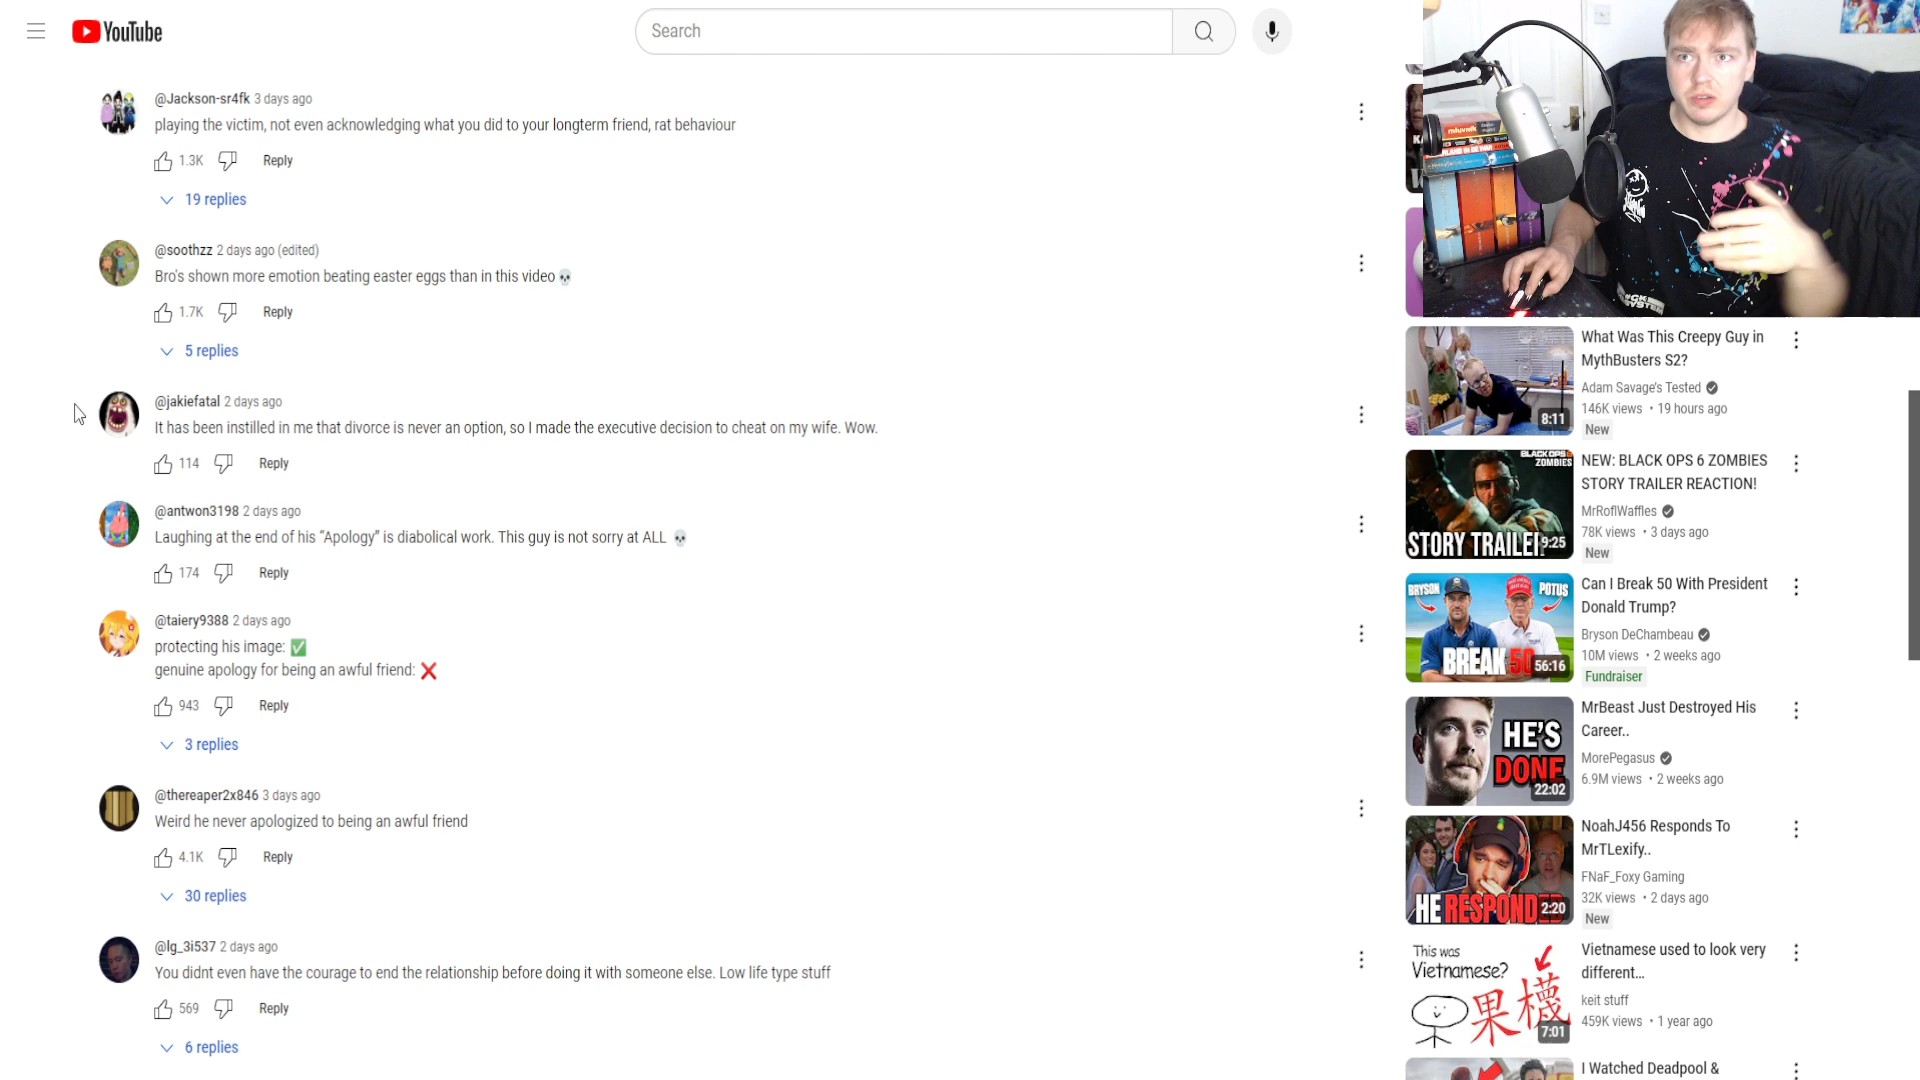 YouTube
Search
@Jackson-sr4fk 3 days ago
playing the victim, not even acknowledging what you did to your longterm friend, rat behaviour
1.3K Reply
19 replies
@soothzz 2 days ago (edited)
Bro's shown more emotion beating easter eggs than in this video 💀
1.7K Reply
5 replies
@jakiefatal 2 days ago
It has been instilled in me that divorce is never an option, so I made the executive decision to cheat on my wife. Wow.
114 Reply
@antwon3198 2 days ago
Laughing at the end of his “Apology” is diabolical work. This guy is not sorry at ALL 💀
174 Reply
@taiery9388 2 days ago
protecting his image: ✅
genuine apology for being an awful friend: ❌
943 Reply
3 replies
@thereaper2x846 3 days ago
Weird he never apologized to being an awful friend
4.1K Reply
30 replies
@lg_3i537 2 days ago
You didnt even have the courage to end the relationship before doing it with someone else. Low life type stuff
569 Reply
6 replies
8:11
What Was This Creepy Guy in
MythBusters S2?
Adam Savage's Tested
146K views • 19 hours ago
New
BLACK OPS 6
ZOMBIES
STORY TRAILER
9:25
NEW: BLACK OPS 6 ZOMBIES
STORY TRAILER REACTION!
MrRoflWaffles
78K views • 3 days ago
New
BRYSON POTUS
BREAK 50
56:16
Can I Break 50 With President
Donald Trump?
Bryson DeChambeau
10M views • 2 weeks ago
Fundraiser
HE'S
DONE
22:02
MrBeast Just Destroyed His
Career..
MorePegasus
6.9M views • 2 weeks ago
HE RESPONDED
2:20
NoahJ456 Responds To
MrTLexify..
FNaF_Foxy Gaming
32K views • 2 days ago
New
This was
Vietnamese?
果櫗
7:01
Vietnamese used to look very
different...
keit stuff
459K views • 1 year ago
I Watched Deadpool &